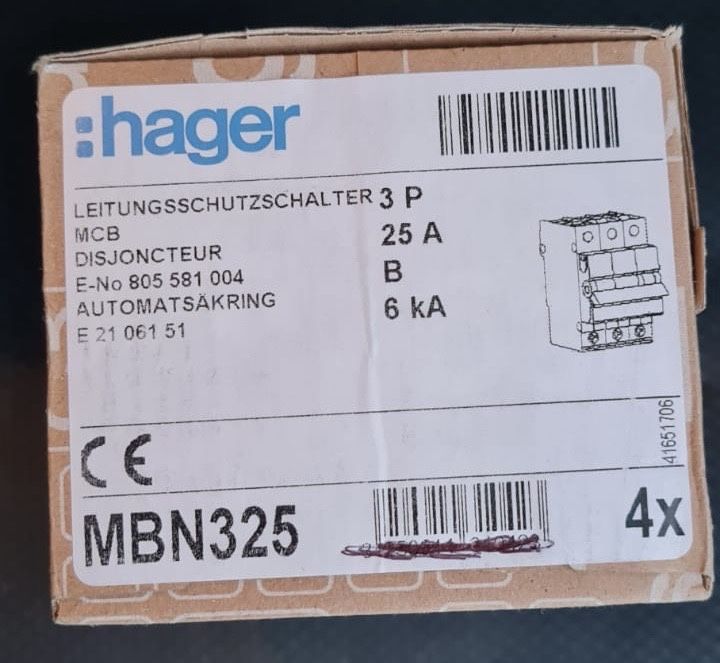 :hager
LEITUNGSSCHUTZSCHALTER 3 P
MCB 25 A
DISJONCTEUR
E-No 805 581 004 B
AUTOMATSÄKRING 6 kA
E 21 061 51
41651706
CE
MBN325
4x